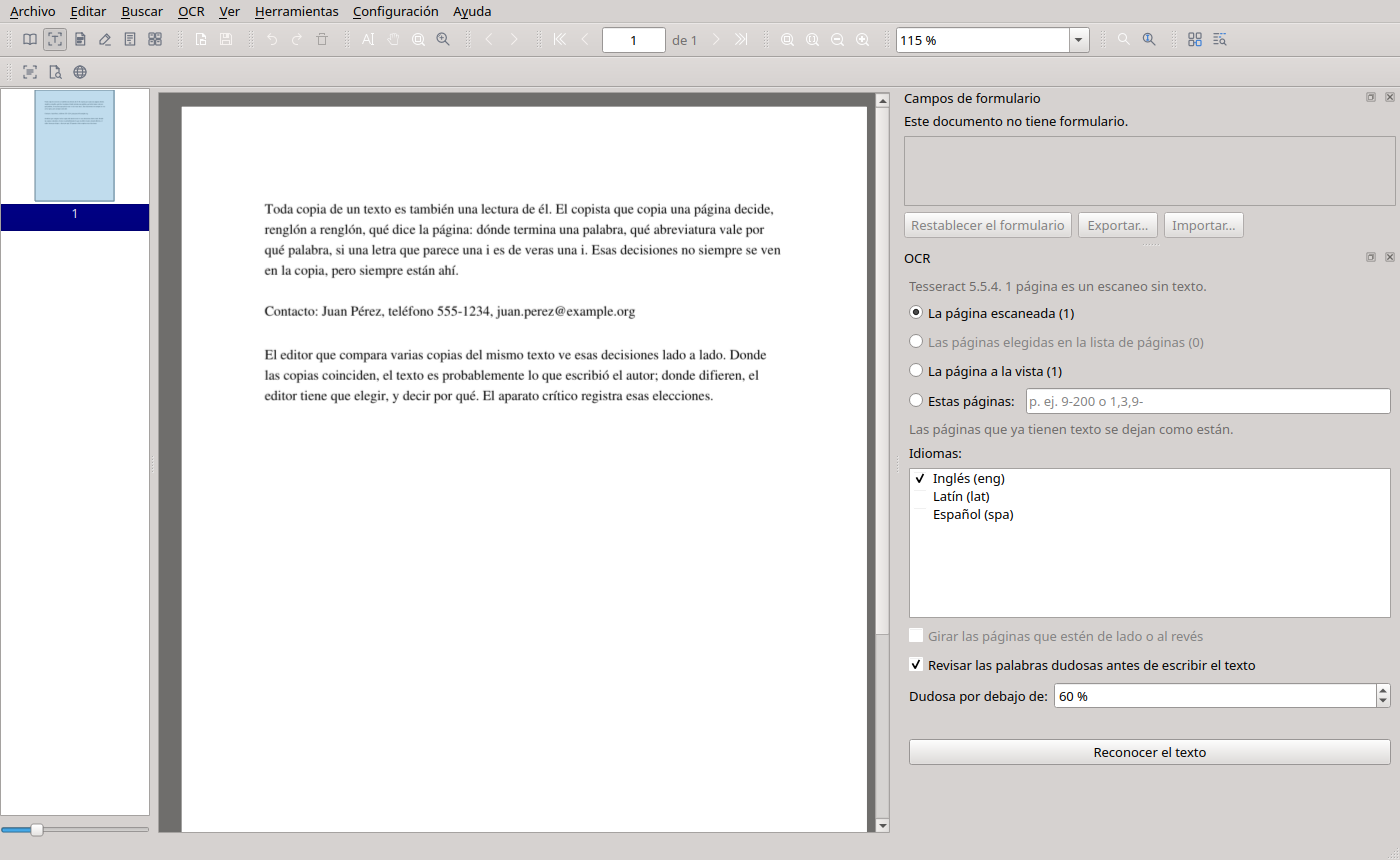 Archivo Editar Buscar OCR Ver Herramientas Configuración Ayuda
1 de 1 115 %
1
Toda copia de un texto es también una lectura de él. El copista que copia una página decide,
renglón a renglón, qué dice la página: dónde termina una palabra, qué abreviatura vale por
qué palabra, si una letra que parece una i es de veras una i. Esas decisiones no siempre se ven
en la copia, pero siempre están ahí.
Contacto: Juan Pérez, teléfono 555-1234, juan.perez@example.org
El editor que compara varias copias del mismo texto ve esas decisiones lado a lado. Donde
las copias coinciden, el texto es probablemente lo que escribió el autor; donde difieren, el
editor tiene que elegir, y decir por qué. El aparato crítico registra esas elecciones.
Campos de formulario
Este documento no tiene formulario.
Restablecer el formulario Exportar... Importar...
OCR
Tesseract 5.5.4. 1 página es un escaneo sin texto.
La página escaneada (1)
Las páginas elegidas en la lista de páginas (0)
La página a la vista (1)
Estas páginas: p. ej. 9-200 o 1,3,9-
Las páginas que ya tienen texto se dejan como están.
Idiomas:
Inglés (eng)
Latín (lat)
Español (spa)
Girar las páginas que estén de lado o al revés
Revisar las palabras dudosas antes de escribir el texto
Dudosa por debajo de: 60 %
Reconocer el texto